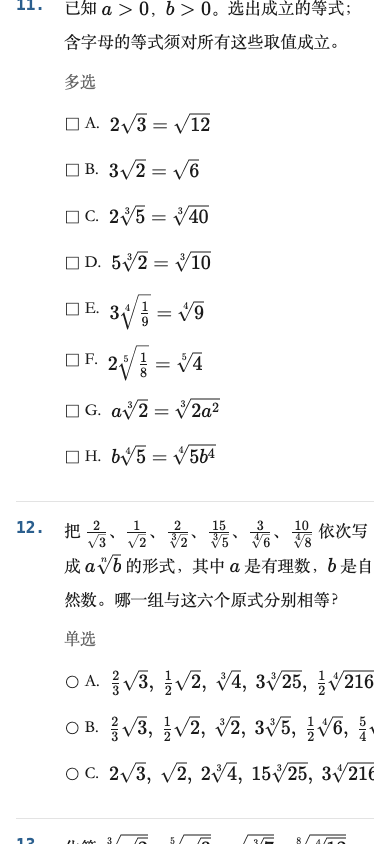 11. 已知 a > 0，b > 0。选出成立的等式；
含字母的等式须对所有这些取值成立。
多选
A. 2√3 = √12
B. 3√2 = √6
C. 2∛5 = ∛40
D. 5∛2 = ∛10
E. 3∜(1/9) = ∜9
F. 2⁵√(1/8) = ⁵√4
G. a∛2 = ∛(2a²)
H. b∜5 = ∜(5b⁴)
12. 把 2/√3、1/√2、2/∛2、15/∛5、3/∜6、10/∜8 依次写
成 aⁿ√b 的形式，其中 a 是有理数，b 是自
然数。哪一组与这六个原式分别相等？
单选
A. 2/3√3, 1/2√2, ∛4, 3∛25, 1/2∜216
B. 2/3√3, 1/2√2, ∛2, 3∛5, 1/2∜6, 5/4
C. 2√3, √2, 2∛4, 15∛25, 3∜216
13.